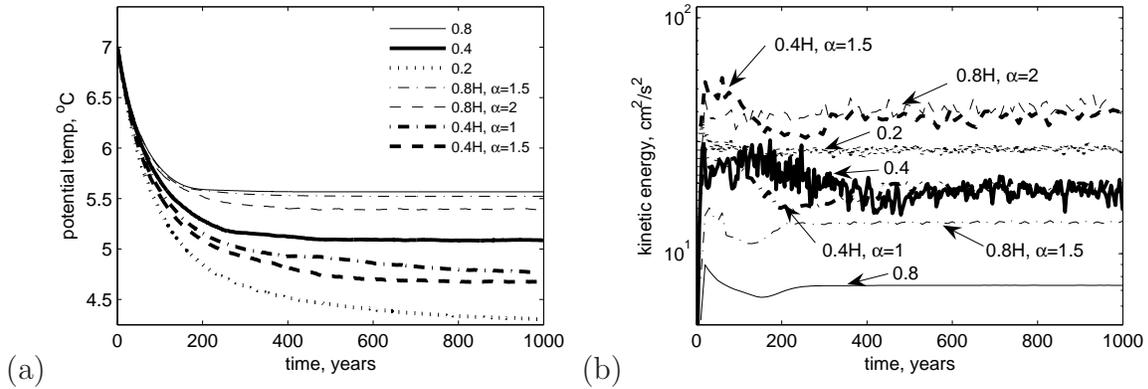 7
6.5
6
5.5
5
4.5
0
200
400
600
800
1000
time, years
potential temp, °C
0.8
0.4
0.2
0.8H, α=1.5
0.8H, α=2
0.4H, α=1
0.4H, α=1.5
(a)
10²
10¹
0
200
400
600
800
1000
time, years
kinetic energy, cm²/s²
0.4H, α=1.5
0.8H, α=2
0.2
0.4
0.4H, α=1
0.8H, α=1.5
0.8
(b)